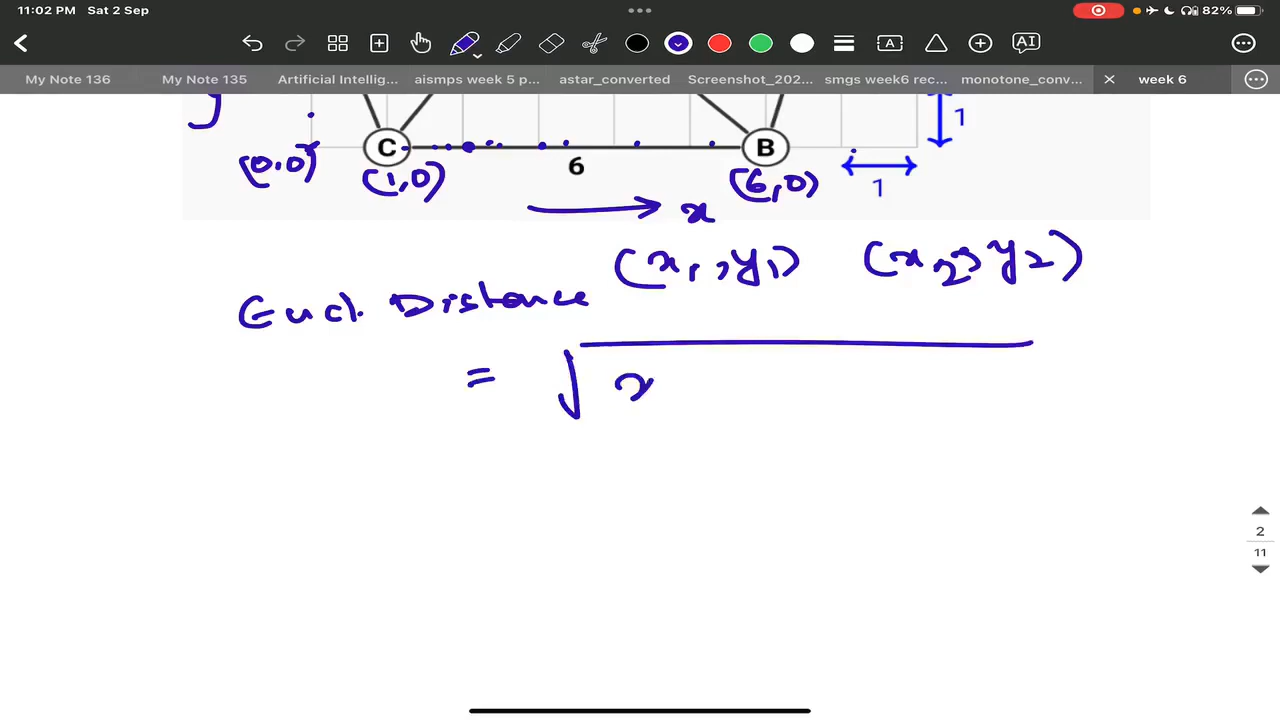 11:02 PM Sat 2 Sep 82%
A AI
My Note 136 My Note 135 Artificial Intellig... aismps week 5 p... astar_converted Screenshot_202... smgs week6 rec... monotone_conv... week 6
y 1
C B
(0,0) (1,0) 6 (6,0) 1
x
(x₁,y₁) (x₂,y₂)
Eucl. Distance
= √ x
2
11